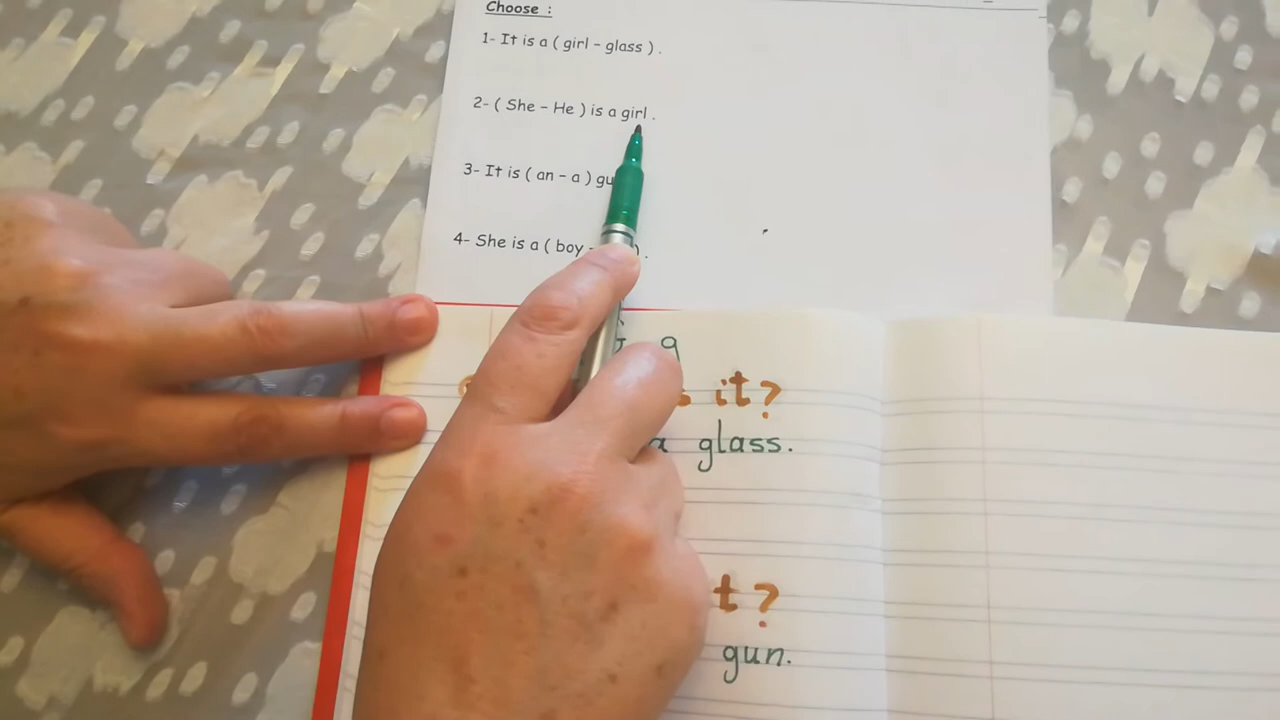 Choose :
1- It is a ( girl – glass ) .
2- ( She – He ) is a girl .
3- It is ( an – a )
4- She is a ( boy – ) .
g
it?
a glass.
?
gun.